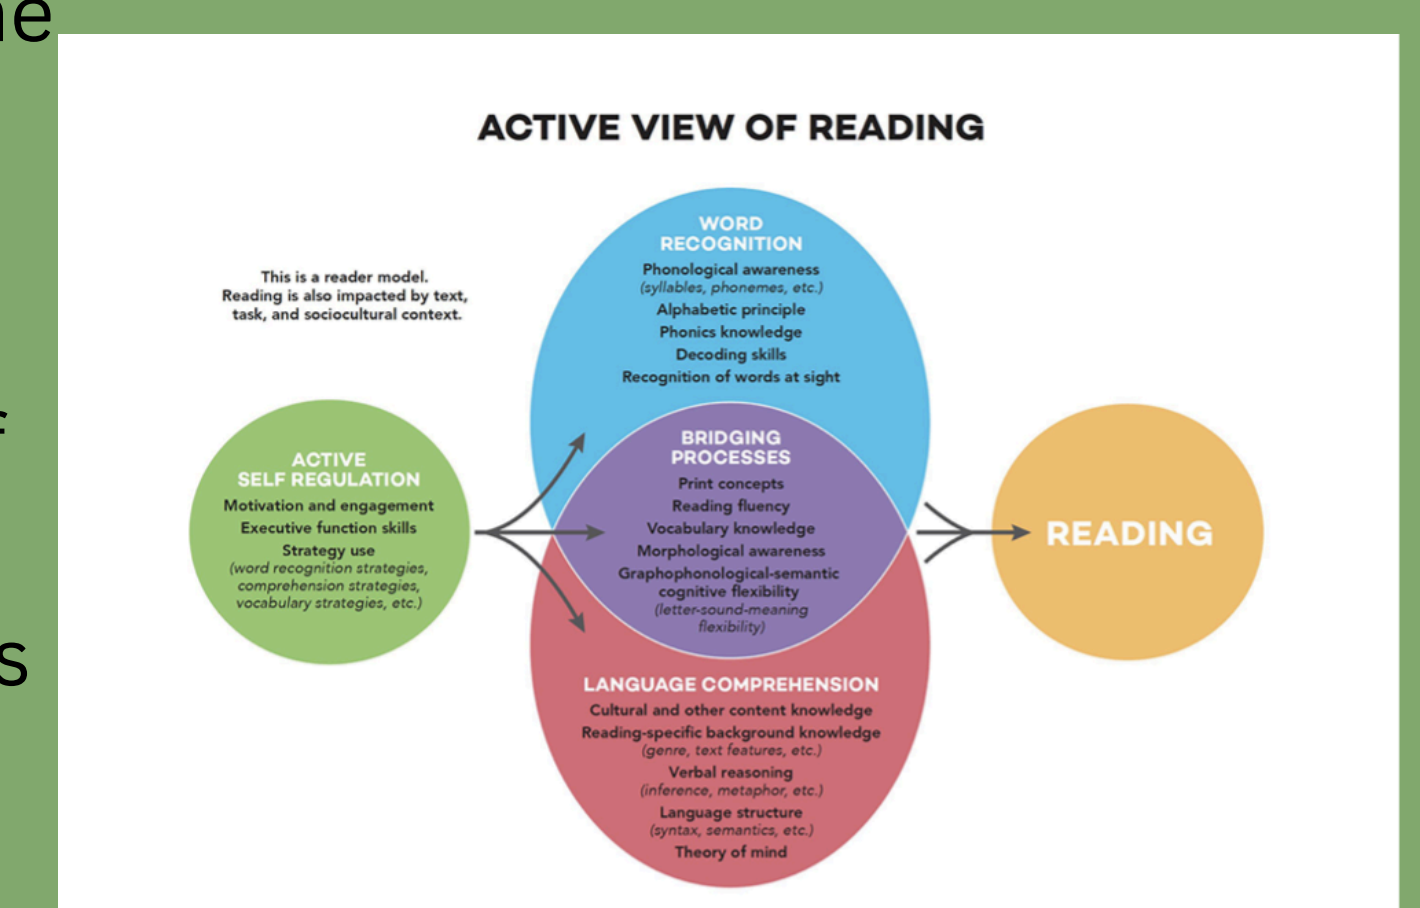 ne
ACTIVE VIEW OF READING
This is a reader model.
Reading is also impacted by text,
task, and sociocultural context.
WORD
RECOGNITION
Phonological awareness
(syllables, phonemes, etc.)
Alphabetic principle
Phonics knowledge
Decoding skills
Recognition of words at sight
ACTIVE
SELF REGULATION
Motivation and engagement
Executive function skills
Strategy use
(word recognition strategies,
comprehension strategies,
vocabulary strategies, etc.)
BRIDGING
PROCESSES
Print concepts
Reading fluency
Vocabulary knowledge
Morphological awareness
Graphophonological-semantic
cognitive flexibility
(letter-sound-meaning
flexibility)
LANGUAGE COMPREHENSION
Cultural and other content knowledge
Reading-specific background knowledge
(genre, text features, etc.)
Verbal reasoning
(inference, metaphor, etc.)
Language structure
(syntax, semantics, etc.)
Theory of mind
READING
s